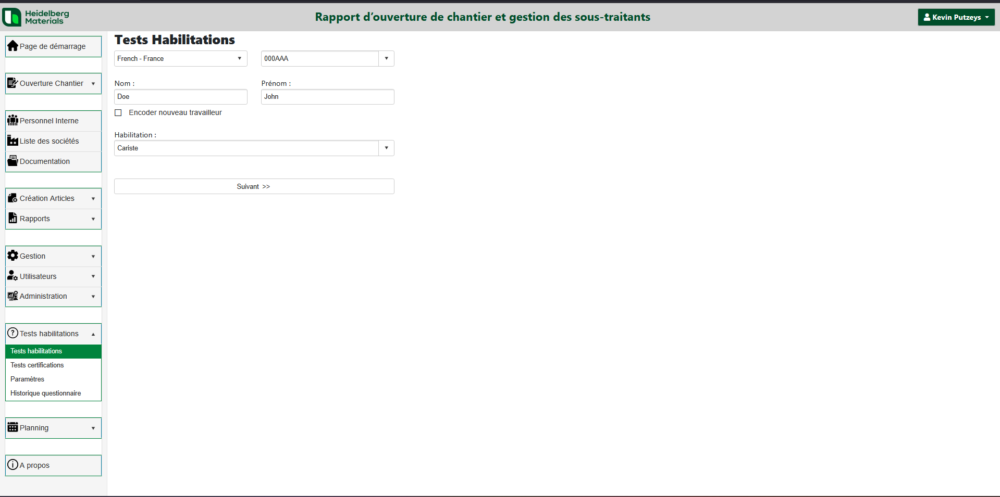 Heidelberg
Materials
Rapport d’ouverture de chantier et gestion des sous-traitants
Kevin Putzeys
Page de démarrage
Ouverture Chantier
Personnel Interne
Liste des sociétés
Documentation
Création Articles
Rapports
Gestion
Utilisateurs
Administration
Tests habilitations
Tests habilitations
Tests certifications
Paramètres
Historique questionnaire
Planning
A propos
Tests Habilitations
French - France
000AAA
Nom :
Prénom :
Doe
John
Encoder nouveau travailleur
Habilitation :
Cariste
Suivant >>